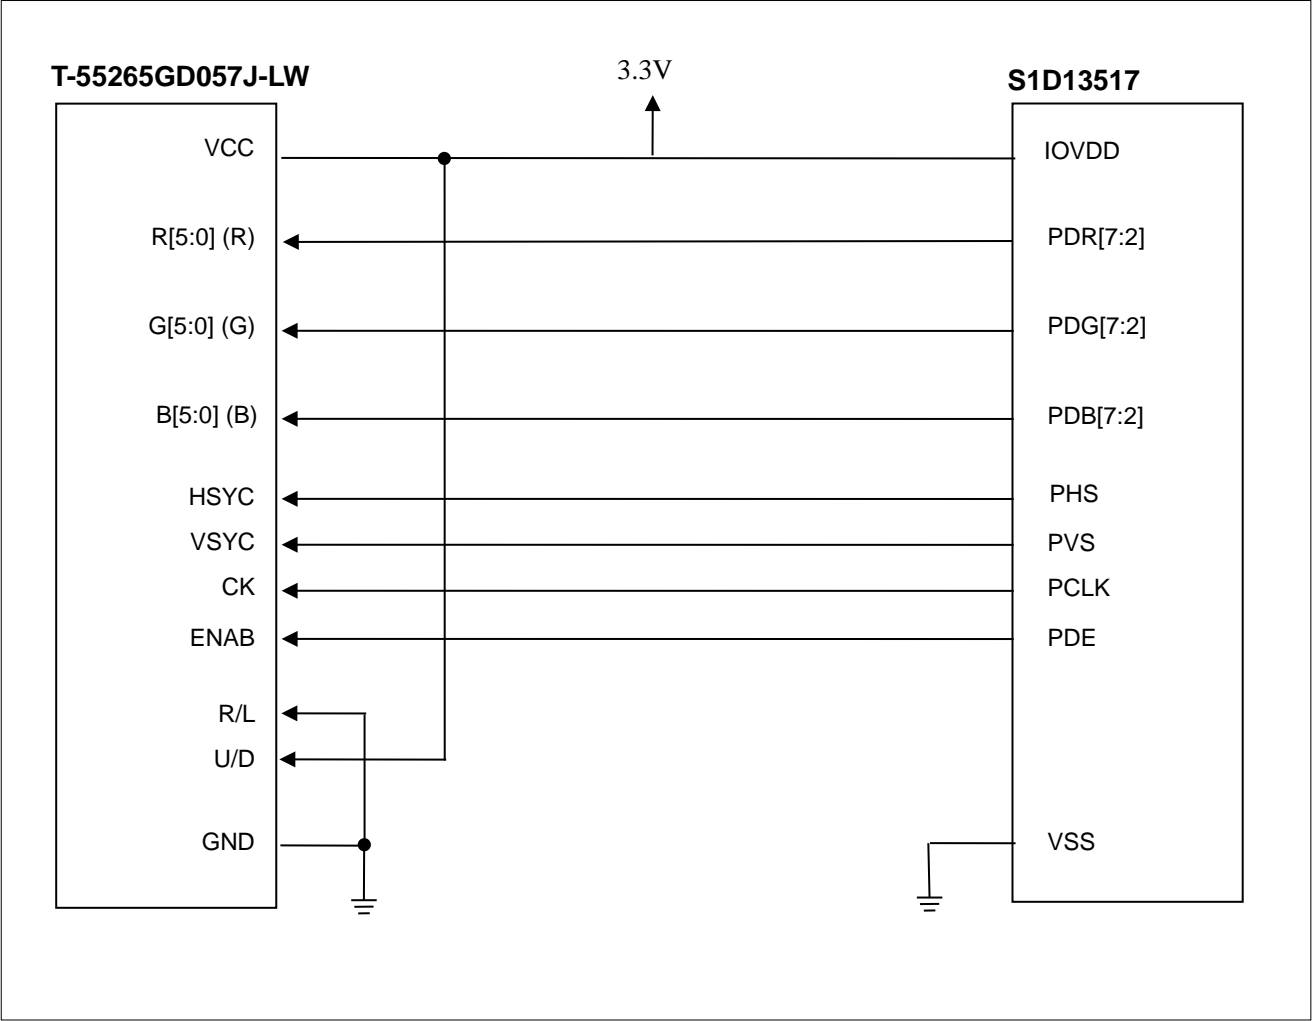 T-55265GD057J-LW
3.3V
S1D13517
VCC
IOVDD
R[5:0] (R)
PDR[7:2]
G[5:0] (G)
PDG[7:2]
B[5:0] (B)
PDB[7:2]
HSYC
PHS
VSYC
PVS
CK
PCLK
ENAB
PDE
R/L
U/D
GND
VSS